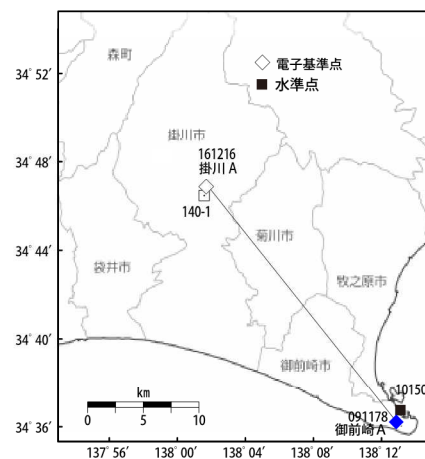 34° 52'
34° 48'
34° 44'
34° 40'
34° 36'
森町
◇ 電子基準点
■ 水準点
掛川市
161216
掛川 A
140-1
菊川市
袋井市
牧之原市
御前崎市
km
0 5 10
10150
091178
御前崎 A
137° 56' 138° 00' 138° 04' 138° 08' 138° 12'